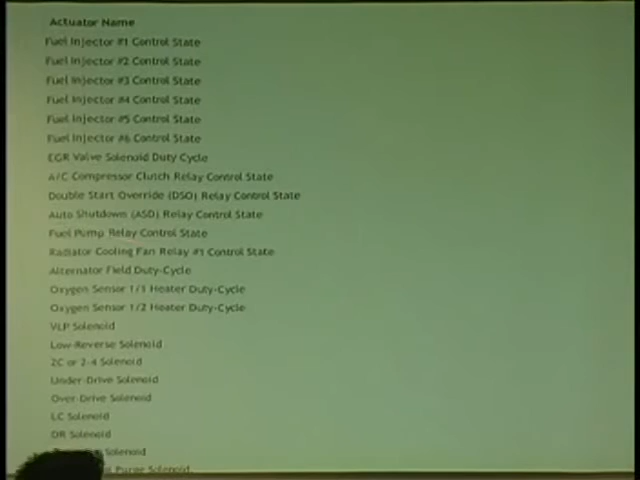 Actuator Name
Fuel Injector #1 Control State
Fuel Injector #2 Control State
Fuel Injector #3 Control State
Fuel Injector #4 Control State
Fuel Injector #5 Control State
Fuel Injector #6 Control State
EGR Valve Solenoid Duty Cycle
A/C Compressor Clutch Relay Control State
Double Start Override (DSO) Relay Control State
Auto Shutdown (ASD) Relay Control State
Fuel Pump Relay Control State
Radiator Cooling Fan Relay #1 Control State
Alternator Field Duty-Cycle
Oxygen Sensor 1/1 Heater Duty-Cycle
Oxygen Sensor 1/2 Heater Duty-Cycle
VLP Solenoid
Low-Reverse Solenoid
2C or 2-4 Solenoid
Under-Drive Solenoid
Over-Drive Solenoid
LC Solenoid
DR Solenoid
Solenoid
Purge Solenoid